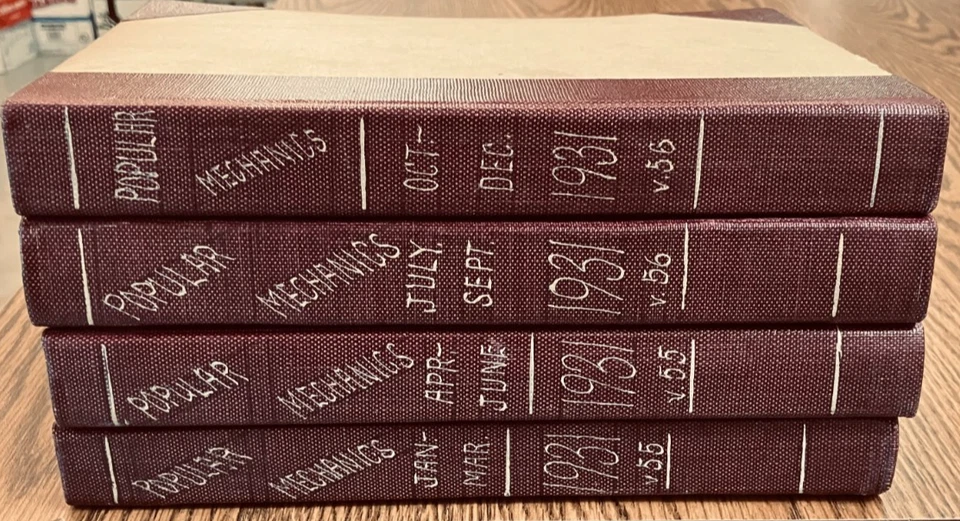 POPULAR
MECHANICS
OCT-
DEC.
1931
v.56
POPULAR
MECHANICS
JULY.
SEPT.
1931
v.56
POPULAR
MECHANICS
APR-
JUNE
1931
v.55
POPULAR
MECHANICS
JAN-
MAR
1931
v.55